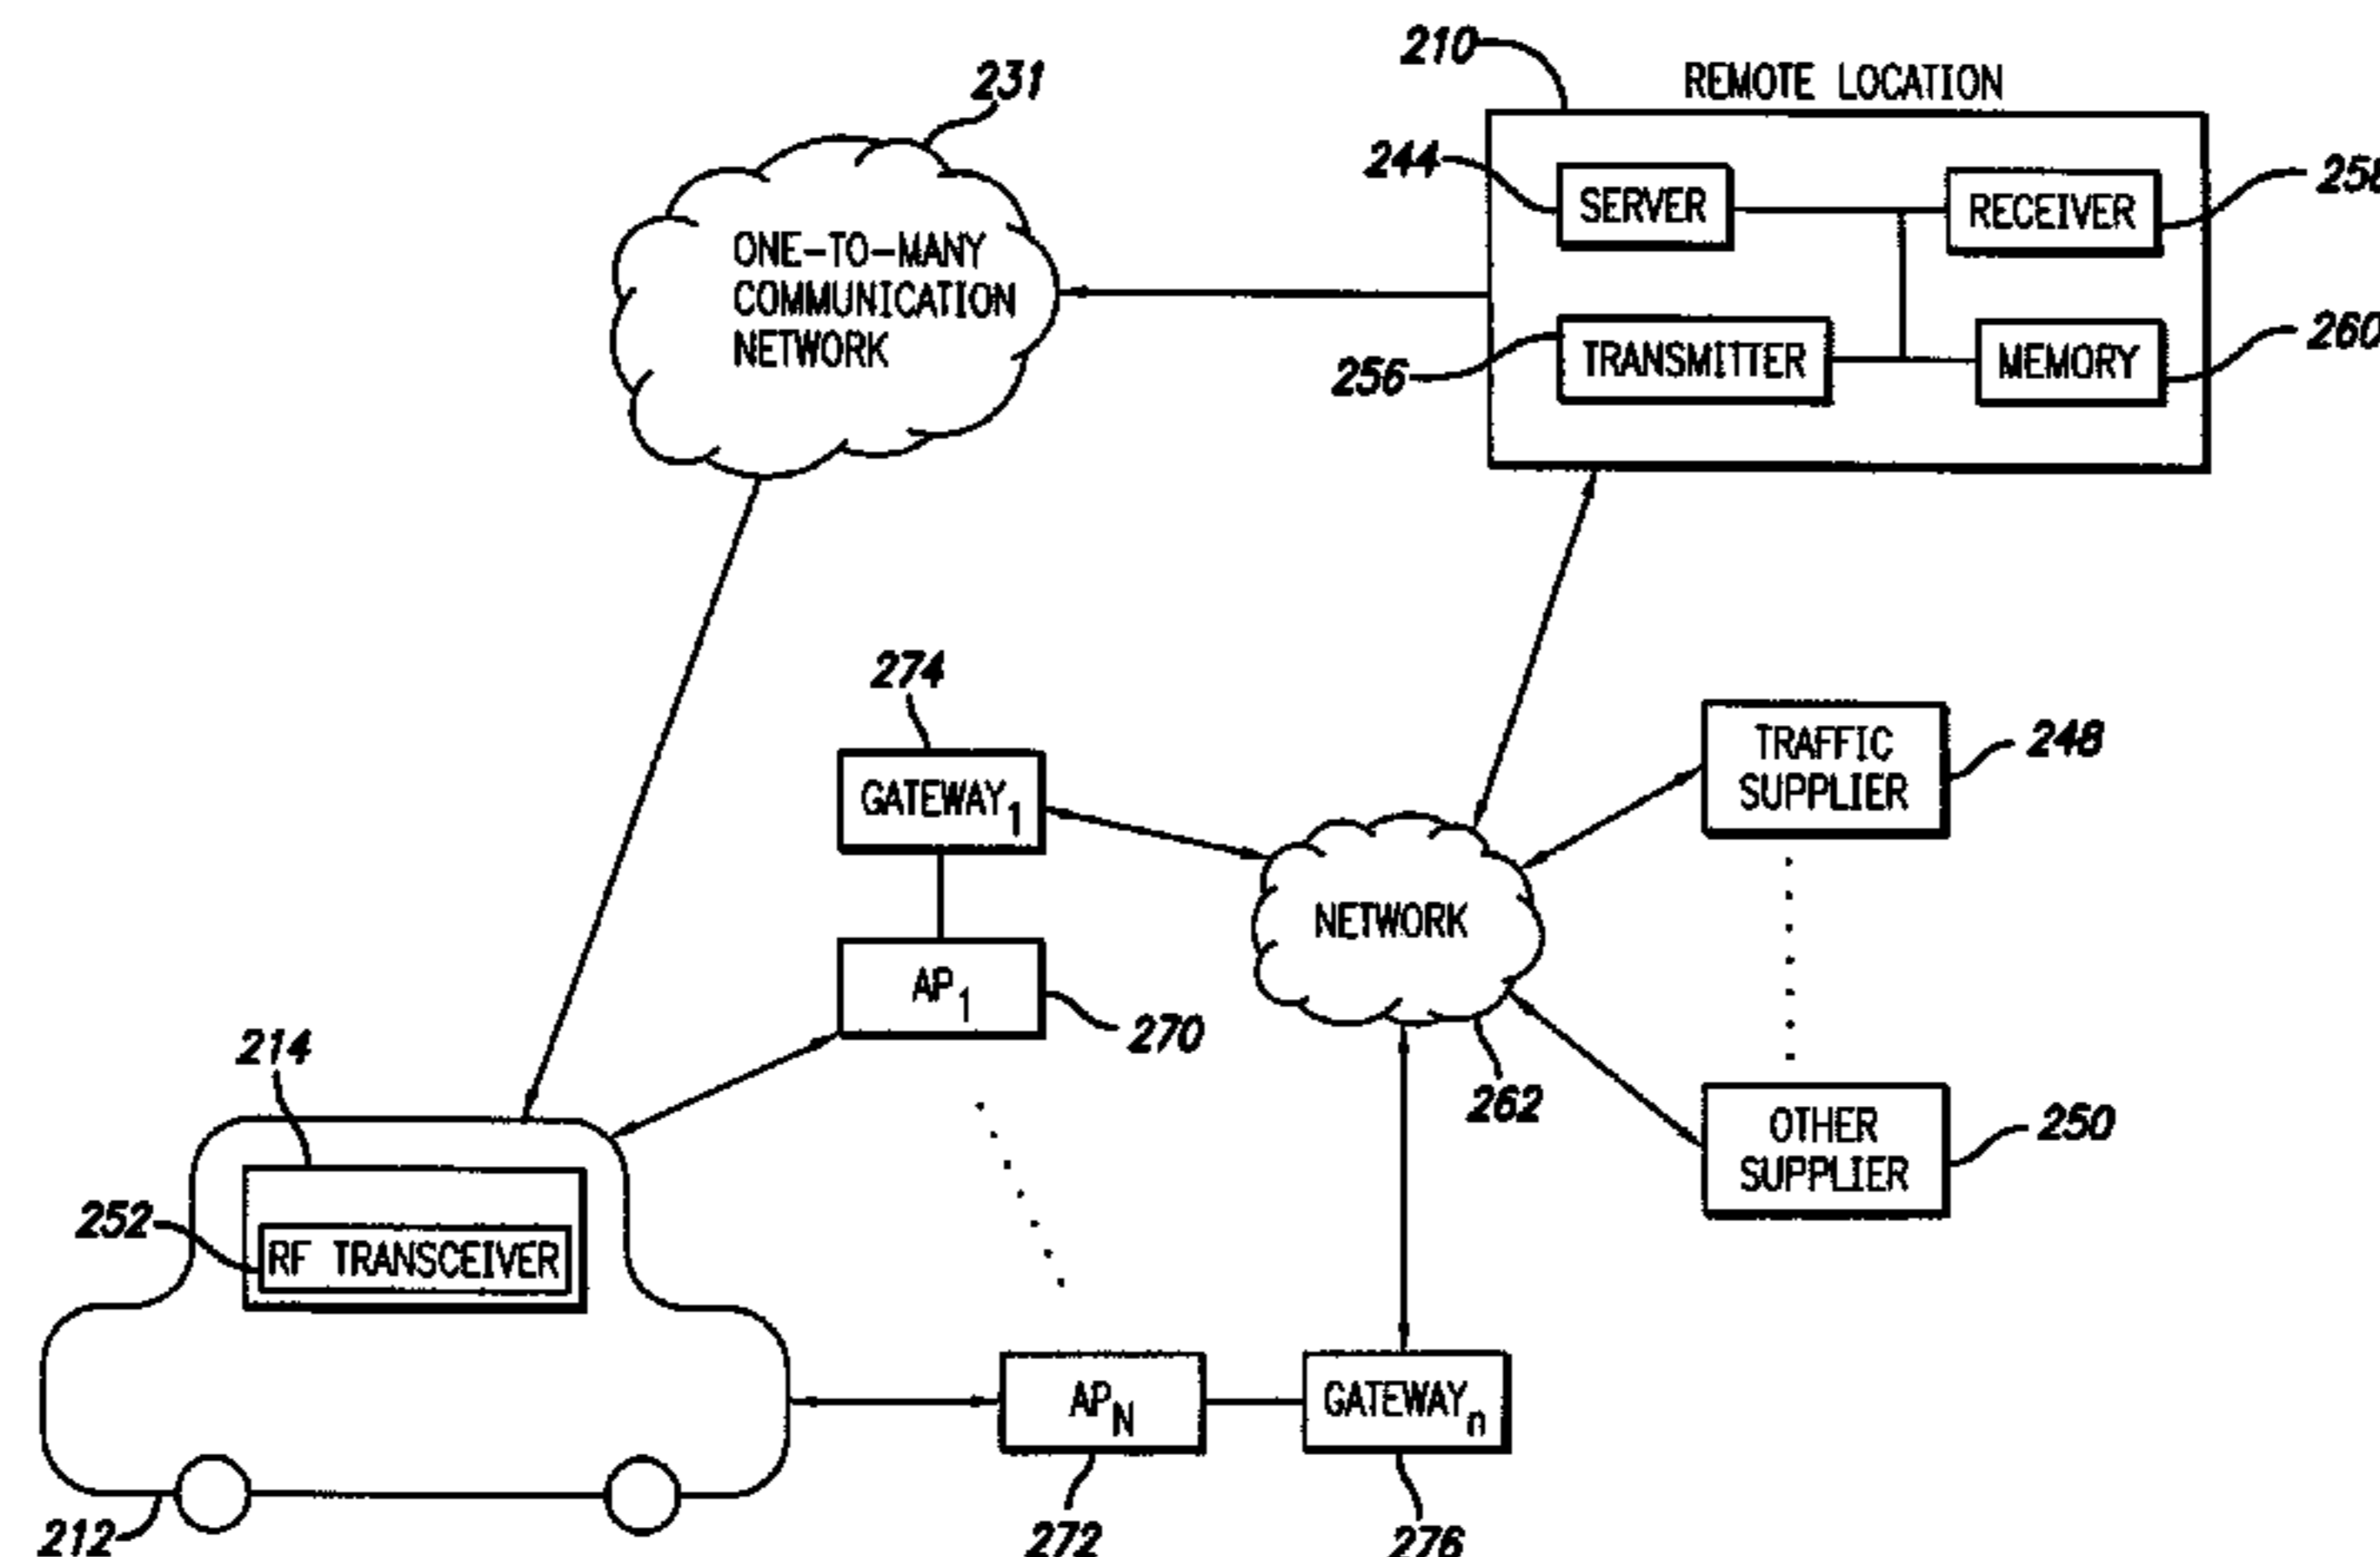 210
REMOTE LOCATION
231
244
SERVER
RECEIVER
ONE-TO-MANY
COMMUNICATION
NETWORK
256
TRANSMITTER
MEMORY
260
274
GATEWAY1
TRAFFIC
SUPPLIER
248
NETWORK
AP1
270
262
214
OTHER
SUPPLIER
250
252
RF TRANSCEIVER
APN
GATEWAYn
212
272
276